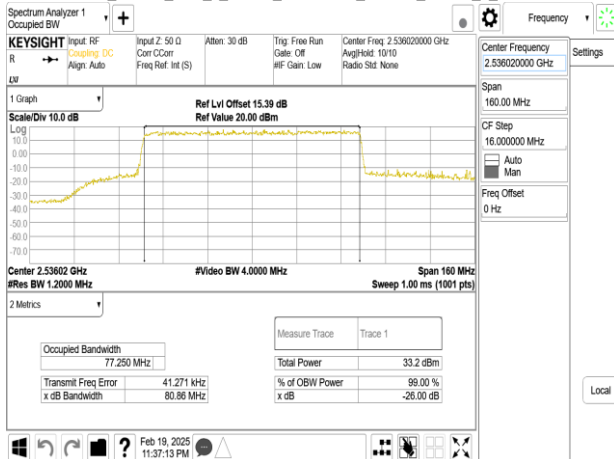 Spectrum Analyzer 1
Occupied BW
+
Frequency
KEYSIGHT
R
LXI
Input: RF
Coupling: DC
Align: Auto
Input Z: 50 Ω
Corr CCorr
Freq Ref: Int (S)
Atten: 30 dB
Trig: Free Run
Gate: Off
#IF Gain: Low
Center Freq: 2.536020000 GHz
Avg|Hold: 10/10
Radio Std: None
Center Frequency
2.536020000 GHz
Settings
Span
160.00 MHz
CF Step
16.000000 MHz
Auto
Man
Freq Offset
0 Hz
Local
1 Graph
Scale/Div 10.0 dB
Ref Lvl Offset 15.39 dB
Ref Value 20.00 dBm
Log
10.0
0.00
-10.0
-20.0
-30.0
-40.0
-50.0
-60.0
-70.0
Center 2.53602 GHz
#Res BW 1.2000 MHz
#Video BW 4.0000 MHz
Span 160 MHz
Sweep 1.00 ms (1001 pts)
2 Metrics
Measure Trace Trace 1
Occupied Bandwidth
77.250 MHz
Total Power 33.2 dBm
Transmit Freq Error 41.271 kHz
% of OBW Power 99.00 %
x dB Bandwidth 80.86 MHz
x dB -26.00 dB
?
Feb 19, 2025
11:37:13 PM